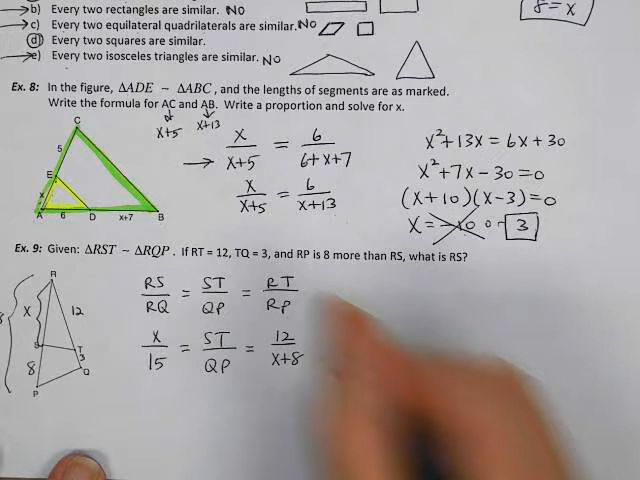 b) Every two rectangles are similar. NO
8 = x
c) Every two equilateral quadrilaterals are similar. NO
d) Every two squares are similar.
e) Every two isosceles triangles are similar. NO
Ex. 8: In the figure, ΔADE ~ ΔABC, and the lengths of segments are as marked.
Write the formula for AC and AB. Write a proportion and solve for x.
x+5 x+13
C
5
E
x
A 6 D x+7 B
x/(x+5) = 6/(6+x+7)
x/(x+5) = 6/(x+13)
x²+13x = 6x+30
x²+7x-30=0
(x+10)(x-3)=0
x = -10 or 3
Ex. 9: Given: ΔRST ~ ΔRQP. If RT = 12, TQ = 3, and RP is 8 more than RS, what is RS?
R
x 12
S T
3
8 Q
P
RS/RQ = ST/QP = RT/RP
x/15 = ST/QP = 12/(x+8)